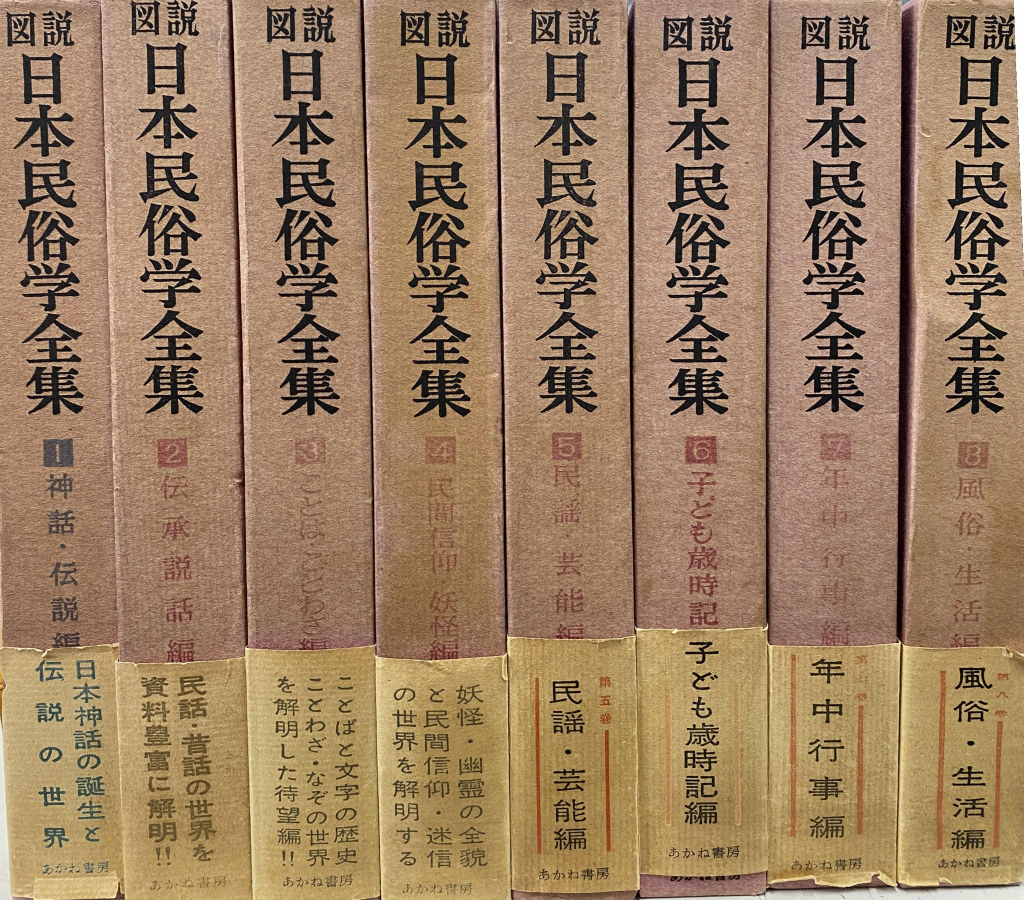 図説
日本民俗学全集
1
神話・伝説編
日本神話の誕生と
伝説の世界
あかね書房
図説
日本民俗学全集
2
伝承説話編
民話・昔話の世界を
資料豊富に解明!!
あかね書房
図説
日本民俗学全集
3
ことばことわざ編
ことばと文字の歴史
ことわざ・なぞの世界
を解明した待望編!!
あかね書房
図説
日本民俗学全集
4
民間信仰 妖怪編
妖怪・幽霊の全貌
と民間信仰・迷信
の世界を解明する
あかね書房
図説
日本民俗学全集
5
民謡・芸能編
第五巻
民謡・芸能編
あかね書房
図説
日本民俗学全集
6
子ども歳時記
子ども歳時記編
あかね書房
あかね書房
図説
日本民俗学全集
7
年中行事編
第七巻
年中行事編
あかね書房
図説
日本民俗学全集
8
風俗・生活編
第八巻
風俗・生活編
あかね書房